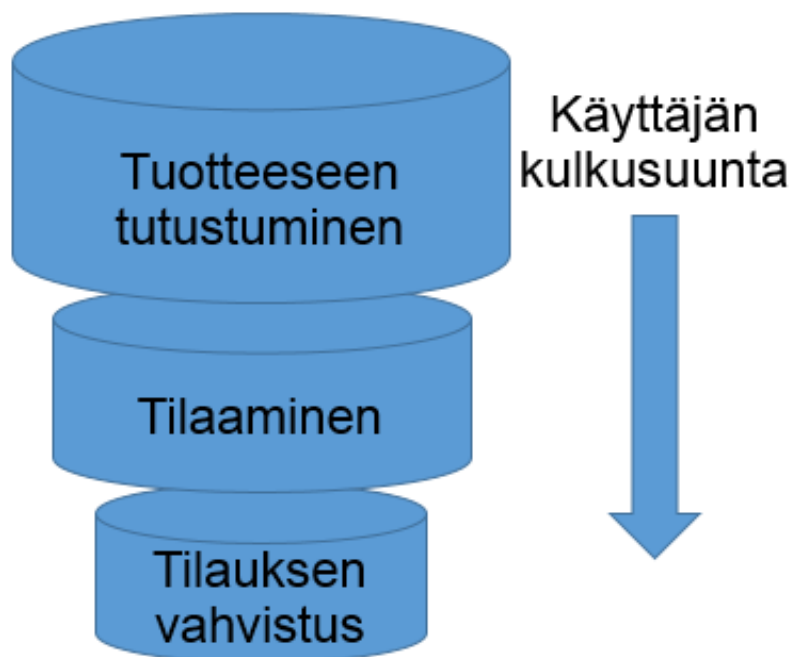 Tuotteeseen
tutustuminen
Tilaaminen
Tilauksen
vahvistus
Käyttäjän
kulkusuunta